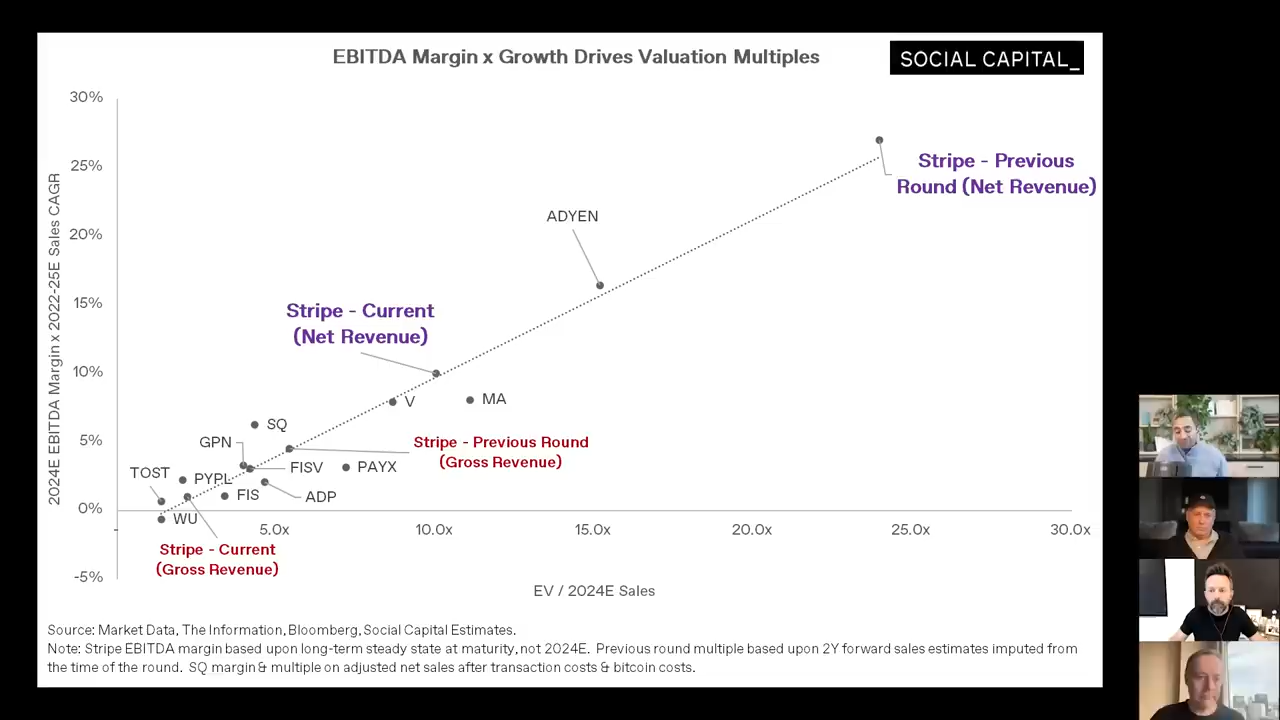 EBITDA Margin x Growth Drives Valuation Multiples
SOCIAL CAPITAL_
2024E EBITDA Margin x 2022-25E Sales CAGR
30%
25%
20%
15%
10%
5%
0%
-5%
Stripe - Previous
Round (Net Revenue)
ADYEN
Stripe - Current
(Net Revenue)
V
MA
SQ
GPN
Stripe - Previous Round
(Gross Revenue)
FISV
PAYX
TOST
PYPL
FIS
ADP
WU
Stripe - Current
(Gross Revenue)
-
5.0x
10.0x
15.0x
20.0x
25.0x
30.0x
EV / 2024E Sales
Source: Market Data, The Information, Bloomberg, Social Capital Estimates.
Note: Stripe EBITDA margin based upon long-term steady state at maturity, not 2024E. Previous round multiple based upon 2Y forward sales estimates imputed from
the time of the round. SQ margin & multiple on adjusted net sales after transaction costs & bitcoin costs.